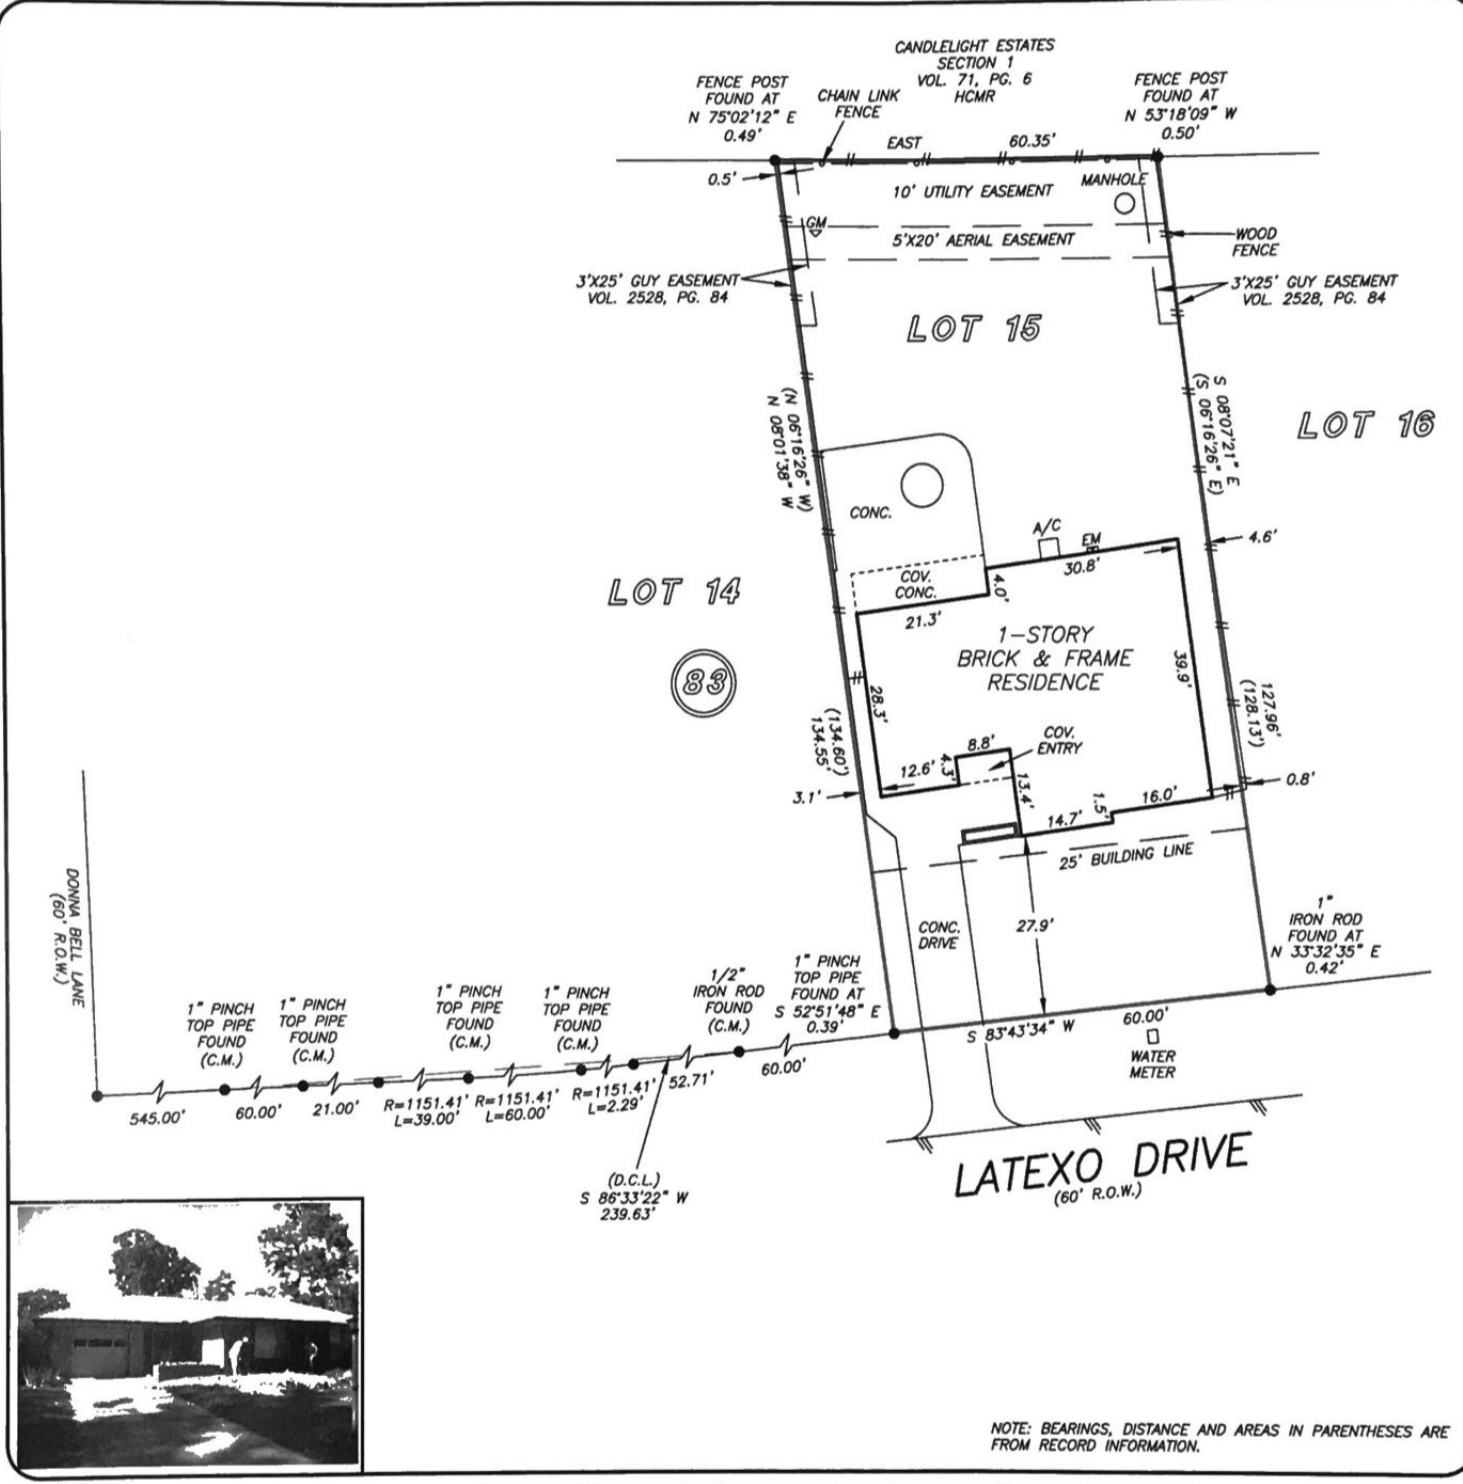 CANDLELIGHT ESTATES
SECTION 1
VOL. 71, PG. 6
HCMR
FENCE POST
FOUND AT
N 75°02'12" E
0.49'
CHAIN LINK
FENCE
FENCE POST
FOUND AT
N 53°18'09" W
0.50'
EAST
60.35'
0.5'
10' UTILITY EASEMENT
MANHOLE
GM
5'X20' AERIAL EASEMENT
WOOD
FENCE
3'X25' GUY EASEMENT
VOL. 2528, PG. 84
3'X25' GUY EASEMENT
VOL. 2528, PG. 84
LOT 15
(N 06°16'26" W)
N 08°01'38" W
S 08°07'21" E
(S 06°16'26" E)
LOT 16
CONC.
A/C
EM
30.8'
4.6'
COV.
CONC.
4.0'
21.3'
LOT 14
83
1-STORY
BRICK & FRAME
RESIDENCE
39.9'
28.3'
127.96'
(128.13')
(134.60')
134.55'
COV.
ENTRY
8.8'
4.3'
12.6'
13.4'
3.1'
0.8'
1.5'
16.0'
14.7'
25' BUILDING LINE
DONNA BELL LANE
(60' R.O.W.)
CONC.
DRIVE
27.9'
1"
IRON ROD
FOUND AT
N 33°32'35" E
0.42'
1" PINCH
TOP PIPE
FOUND
(C.M.)
1" PINCH
TOP PIPE
FOUND
(C.M.)
1" PINCH
TOP PIPE
FOUND
(C.M.)
1" PINCH
TOP PIPE
FOUND
(C.M.)
1/2"
IRON ROD
FOUND
(C.M.)
1" PINCH
TOP PIPE
FOUND AT
S 52°51'48" E
0.39'
S 83°43'34" W
60.00'
WATER
METER
545.00'
60.00'
21.00'
R=1151.41'
L=39.00'
R=1151.41'
L=60.00'
R=1151.41'
L=2.29'
52.71'
60.00'
(D.C.L.)
S 86°33'22" W
239.63'
LATEXO DRIVE
(60' R.O.W.)
NOTE: BEARINGS, DISTANCE AND AREAS IN PARENTHESES ARE
FROM RECORD INFORMATION.